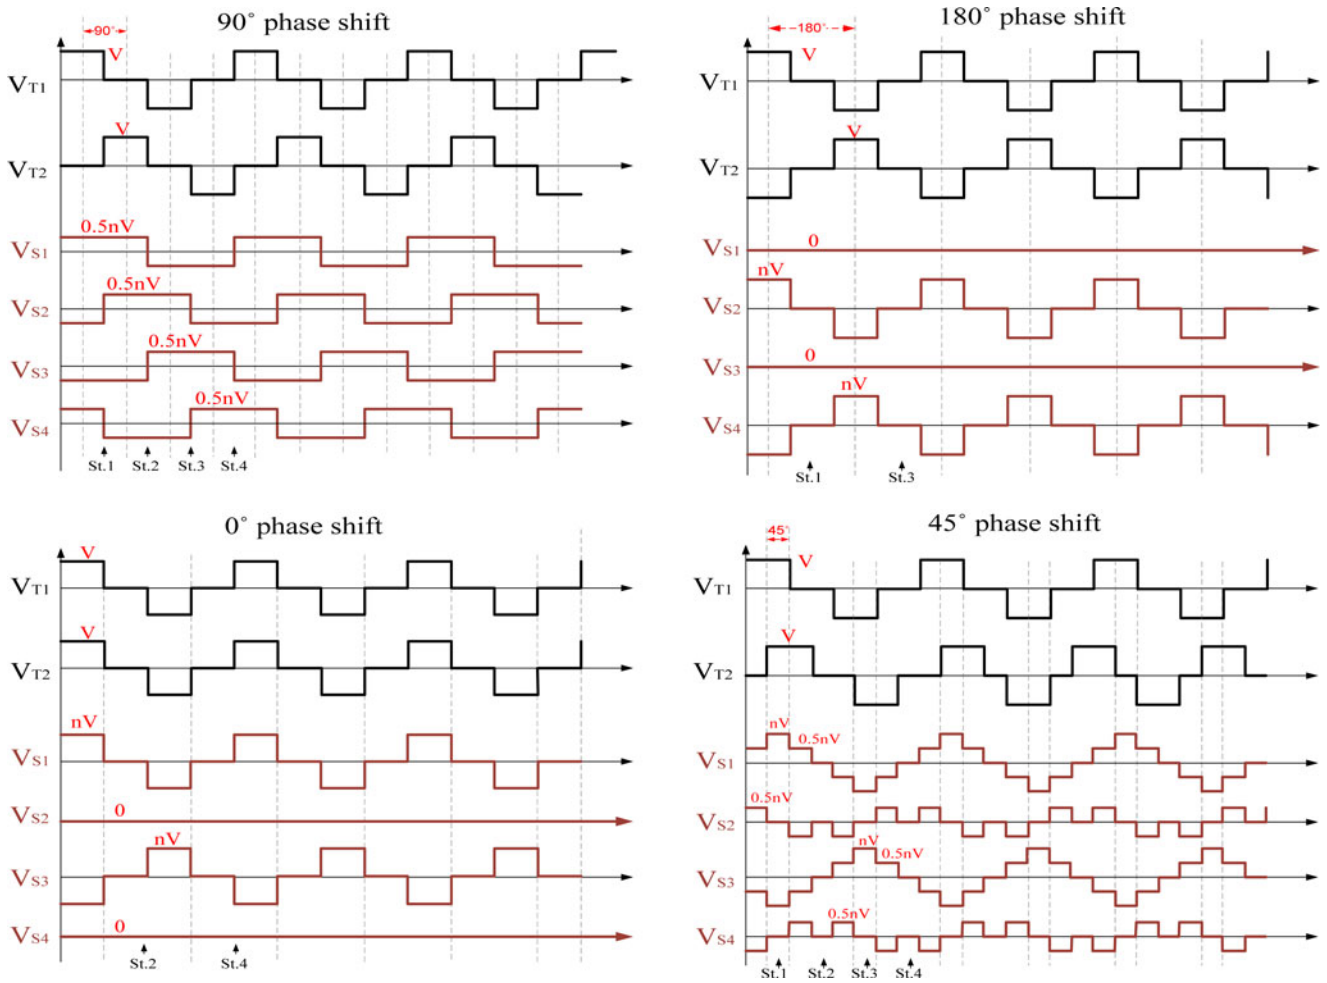 90° phase shift
90°
V
VT1
V
VT2
0.5nV
VS1
0.5nV
VS2
0.5nV
VS3
0.5nV
VS4
St.1 St.2 St.3 St.4
180° phase shift
180°
V
VT1
V
VT2
0
VS1
nV
VS2
0
VS3
nV
VS4
St.1 St.3
0° phase shift
V
VT1
V
VT2
nV
VS1
0
VS2
nV
VS3
0
VS4
St.2 St.4
45° phase shift
45°
V
VT1
V
VT2
nV
0.5nV
VS1
0.5nV
VS2
nV
0.5nV
VS3
0.5nV
VS4
St.1 St.2 St.3 St.4